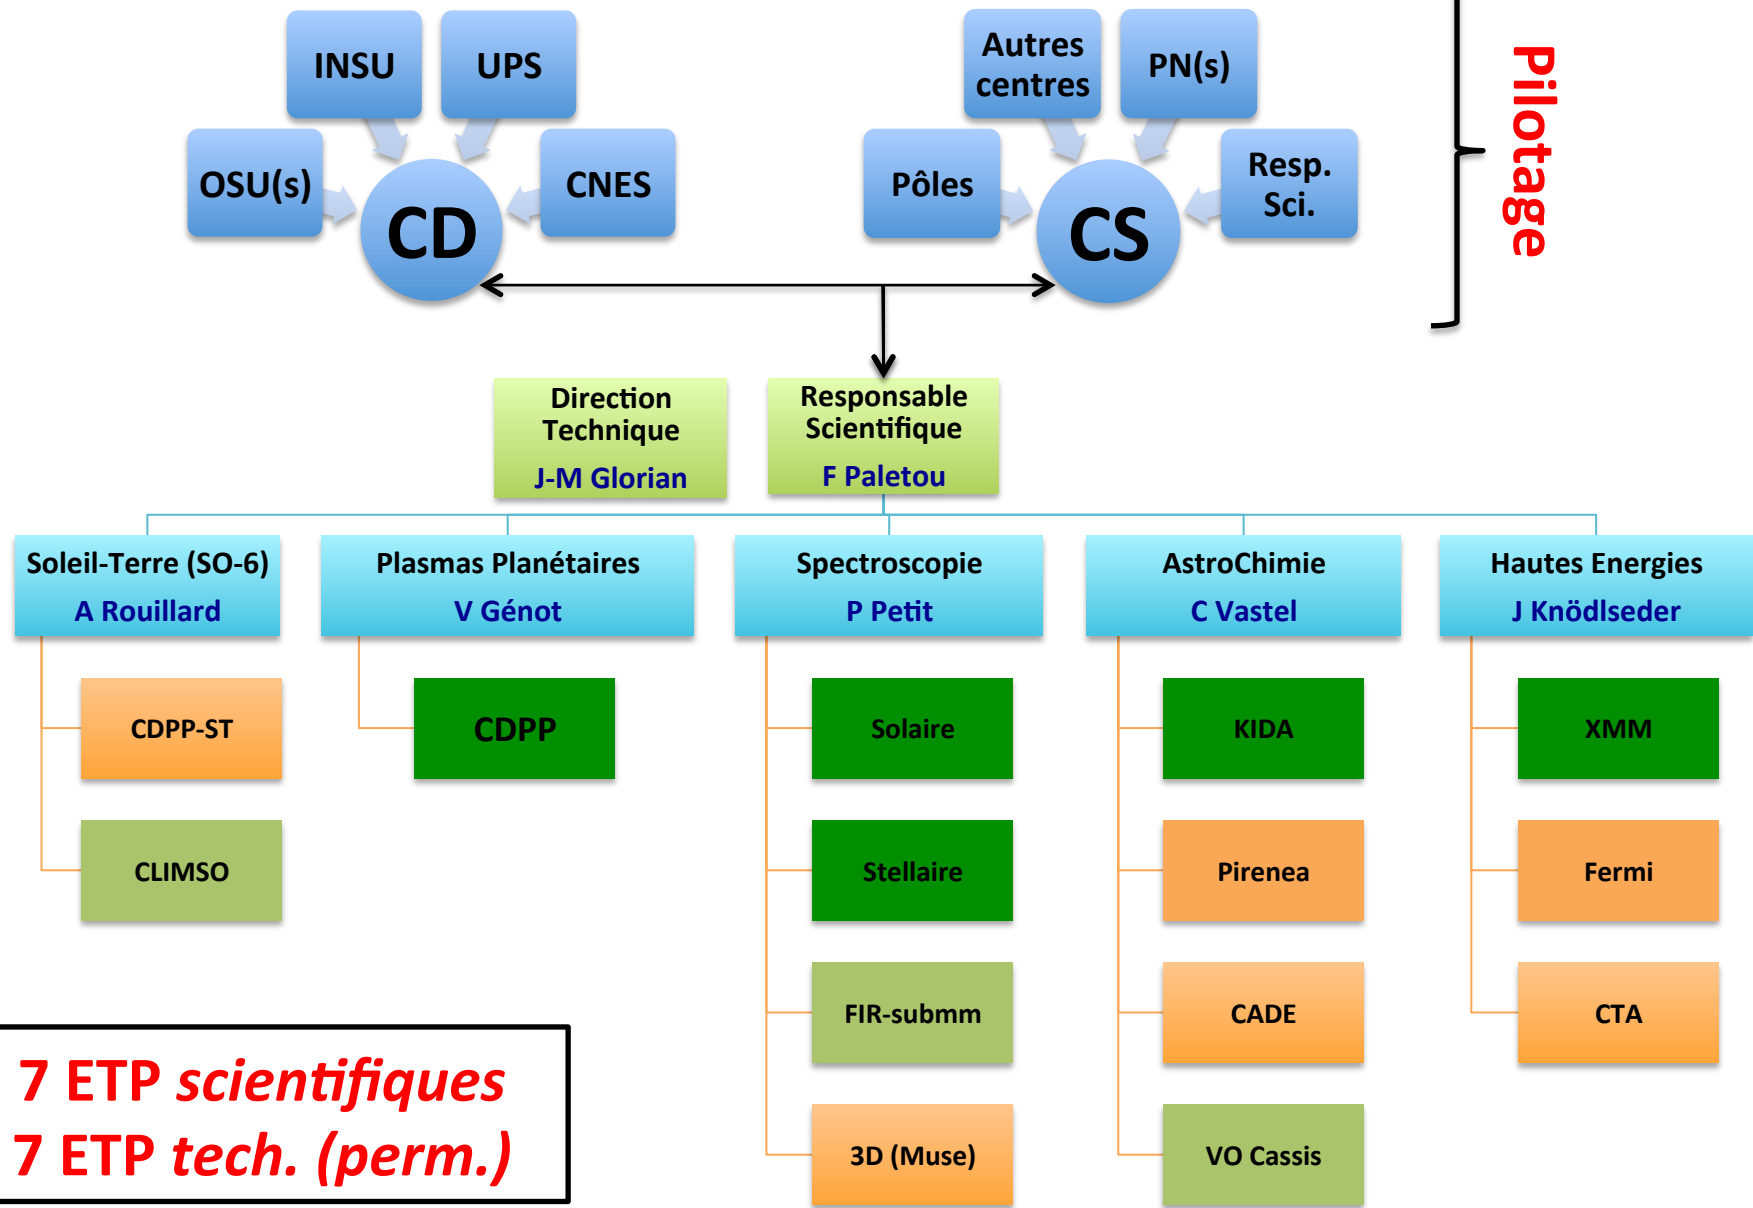 INSU
UPS
Autres
centres
PN(s)
Pilotage
OSU(s)
CNES
Pôles
Resp.
Sci.
CD
CS
Direction
Technique
J-M Glorian
Responsable
Scientifique
F Paletou
Soleil-Terre (SO-6)
A Rouillard
Plasmas Planétaires
V Génot
Spectroscopie
P Petit
AstroChimie
C Vastel
Hautes Energies
J Knödlseder
CDPP-ST
CDPP
Solaire
KIDA
XMM
CLIMSO
Stellaire
Pirenea
Fermi
FIR-submm
CADE
CTA
3D (Muse)
VO Cassis
7 ETP scientifiques
7 ETP tech. (perm.)